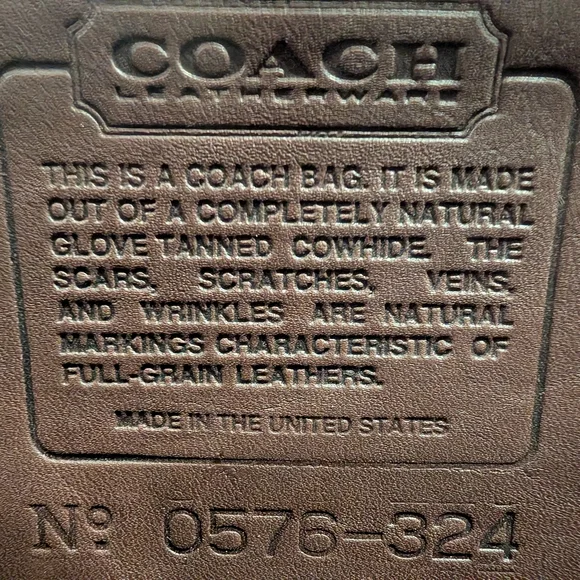 COACH
LEATHERWARE
THIS IS A COACH BAG. IT IS MADE
OUT OF A COMPLETELY NATURAL
GLOVE TANNED COWHIDE. THE
SCARS, SCRATCHES, VEINS,
AND WRINKLES ARE NATURAL
MARKINGS CHARACTERISTIC OF
FULL-GRAIN LEATHERS.
MADE IN THE UNITED STATES
Nº 0576-324